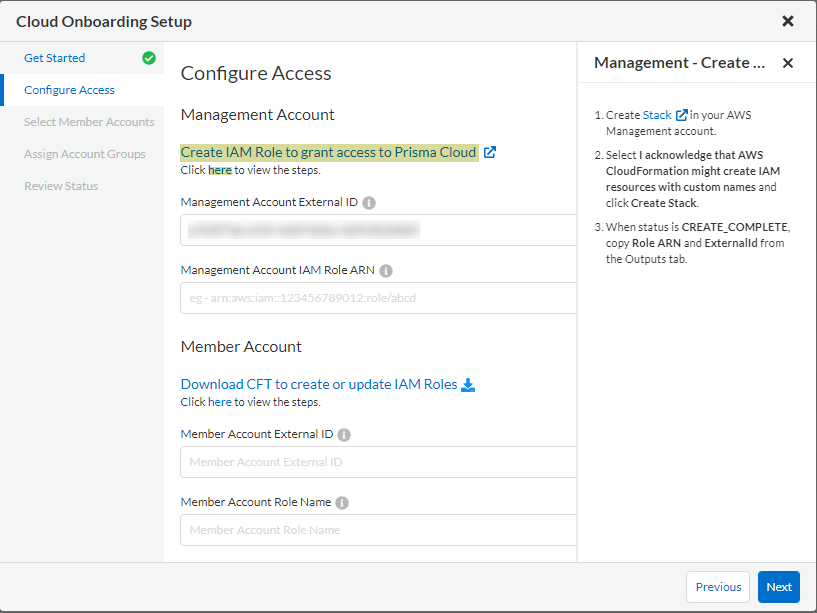 Cloud Onboarding Setup
Get Started
Configure Access
Select Member Accounts
Assign Account Groups
Review Status
Configure Access
Management Account
Create IAM Role to grant access to Prisma Cloud
Click here to view the steps.
Management Account External ID
Management Account IAM Role ARN
eg - arn:aws:iam::123456789012:role/abcd
Member Account
Download CFT to create or update IAM Roles
Click here to view the steps.
Member Account External ID
Member Account External ID
Member Account Role Name
Member Account Role Name
Management - Create ...
1. Create Stack in your AWS
Management account.
2. Select I acknowledge that AWS
CloudFormation might create IAM
resources with custom names and
click Create Stack.
3. When status is CREATE_COMPLETE,
copy Role ARN and ExternalId from
the Outputs tab.
Previous
Next